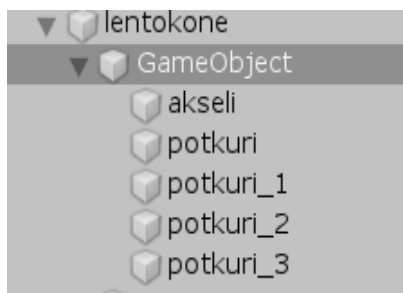 lentokone
GameObject
akseli
potkuri
potkuri_1
potkuri_2
potkuri_3